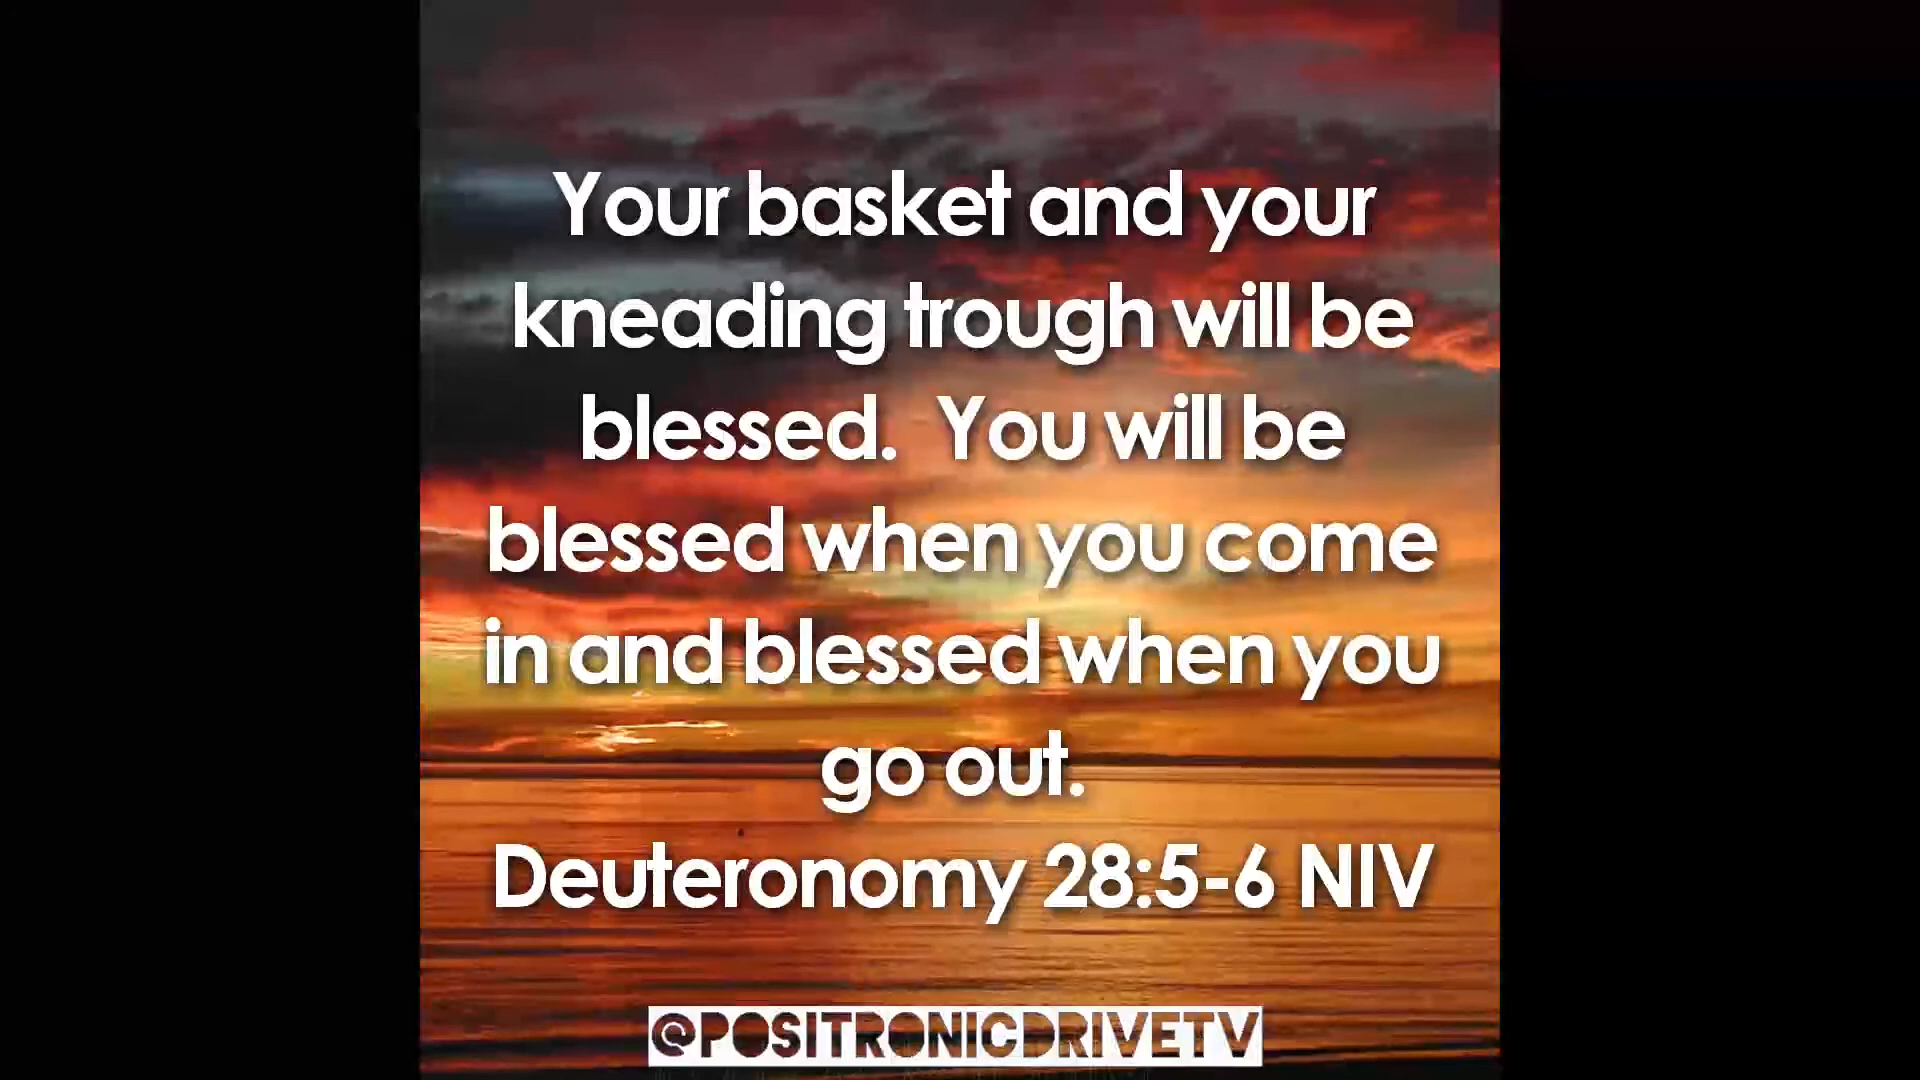 Your basket and your
kneading trough will be
blessed.  You will be
blessed when you come
in and blessed when you
go out.
Deuteronomy 28:5-6 NIV
@POSITRONICDRIVETV